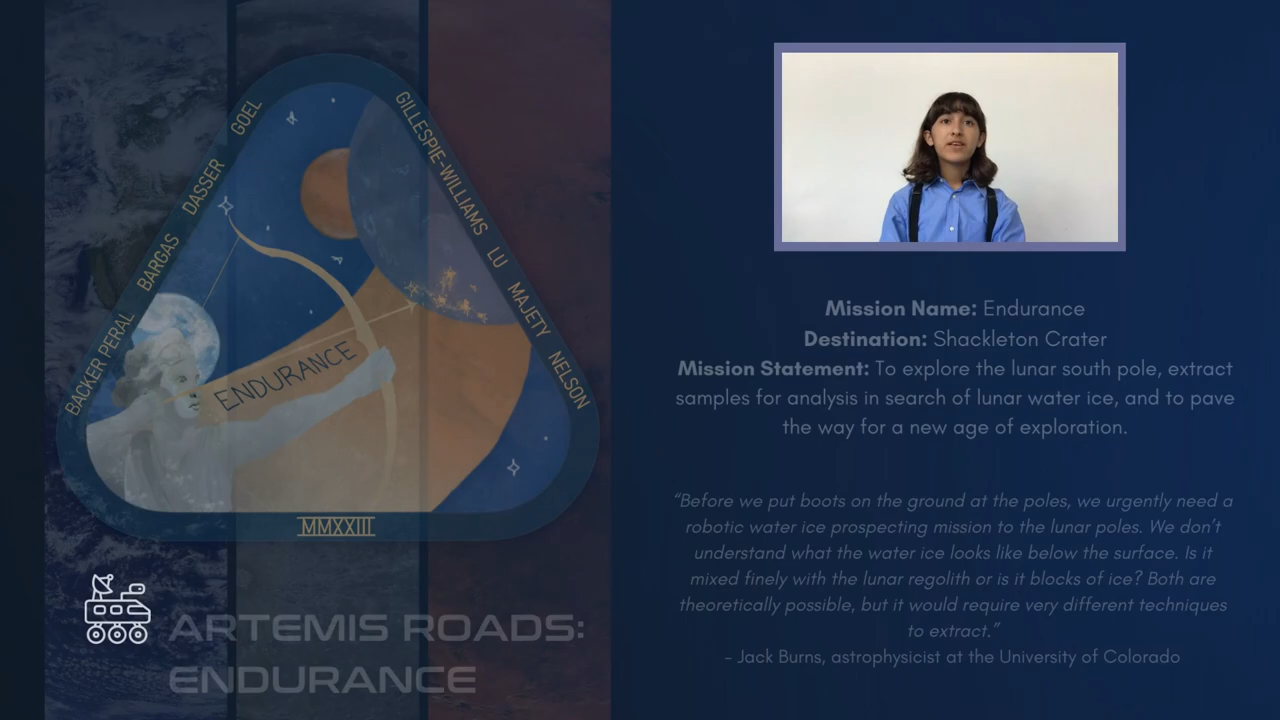 BACKER PERAL BARGAS DASSER GOEL
GILLESPIE-WILLIAMS LU MAJETY NELSON
ENDURANCE
MMXXIII
ARTEMIS ROADS:
ENDURANCE
Mission Name: Endurance
Destination: Shackleton Crater
Mission Statement: To explore the lunar south pole, extract
samples for analysis in search of lunar water ice, and to pave
the way for a new age of exploration.
“Before we put boots on the ground at the poles, we urgently need a
robotic water ice prospecting mission to the lunar poles. We don’t
understand what the water ice looks like below the surface. Is it
mixed finely with the lunar regolith or is it blocks of ice? Both are
theoretically possible, but it would require very different techniques
to extract.”
– Jack Burns, astrophysicist at the University of Colorado